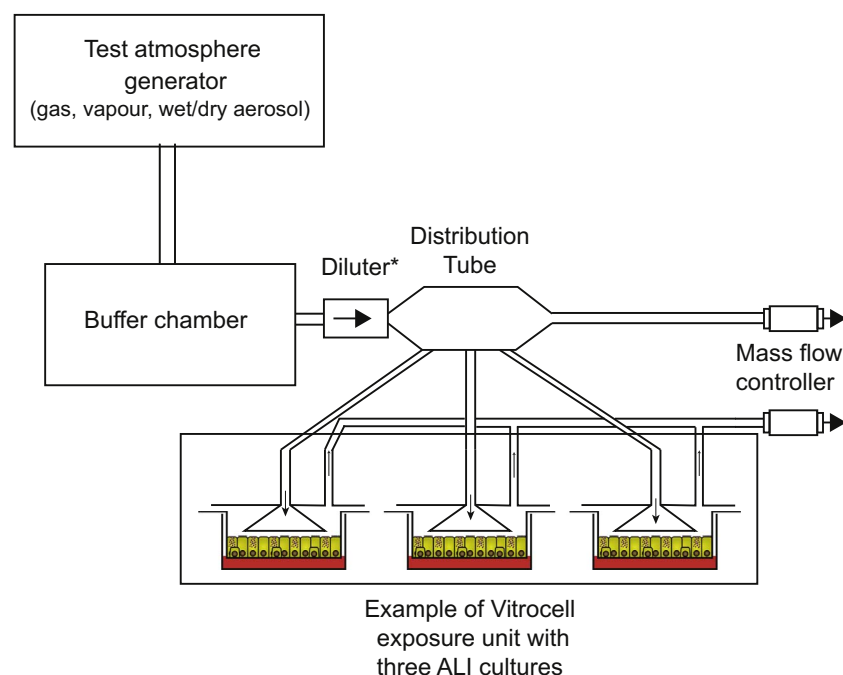 Test atmosphere
generator
(gas, vapour, wet/dry aerosol)
Distribution
Tube
Diluter*
Buffer chamber
Mass flow
controller
Example of Vitrocell
exposure unit with
three ALI cultures